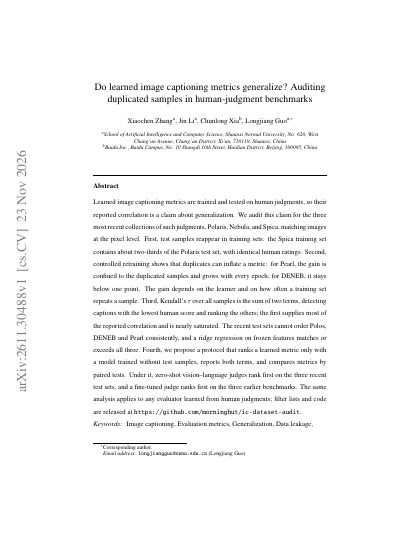 Do learned image captioning metrics generalize? Auditing
duplicated samples in human-judgment benchmarks
Xiaochen Zhangª, Jin Liª, Chunlong Xiaᵇ, Longjiang Guoª,*
ªSchool of Artificial Intelligence and Computer Science, Shaanxi Normal University, No. 620, West
Chang'an Avenue, Chang'an District, Xi'an, 710119, Shaanxi, China
ᵇBaidu Inc., Baidu Campus, No. 10 Shangdi 10th Street, Haidian District, Beijing, 100085, China
Abstract
Learned image captioning metrics are trained and tested on human judgments, so their
reported correlation is a claim about generalization. We audit this claim for the three
most recent collections of such judgments, Polaris, Nebula, and Spica, matching images
at the pixel level. First, test samples reappear in training sets: the Spica training set
contains about two-thirds of the Polaris test set, with identical human ratings. Second,
controlled retraining shows that duplicates can inflate a metric: for Pearl, the gain is
confined to the duplicated samples and grows with every epoch; for DENEB, it stays
below one point. The gain depends on the learner and on how often a training set
repeats a sample. Third, Kendall's τ over all samples is the sum of two terms, detecting
captions with the lowest human score and ranking the others; the first supplies most
of the reported correlation and is nearly saturated. The recent test sets cannot order Polos,
DENEB and Pearl consistently, and a ridge regression on frozen features matches or
exceeds all three. Fourth, we propose a protocol that ranks a learned metric only with
a model trained without test samples, reports both terms, and compares metrics by
paired tests. Under it, zero-shot vision–language judges rank first on the three recent
test sets, and a fine-tuned judge ranks first on the three earlier benchmarks. The same
analysis applies to any evaluator learned from human judgments; filter lists and code
are released at https://github.com/morninghut/ic-dataset-audit.
Keywords: Image captioning, Evaluation metrics, Generalization, Data leakage,
*Corresponding author.
Email address: longjiangguo@snnu.edu.cn (Longjiang Guo)
arXiv:2611.30488v1 [cs.CV] 23 Nov 2026